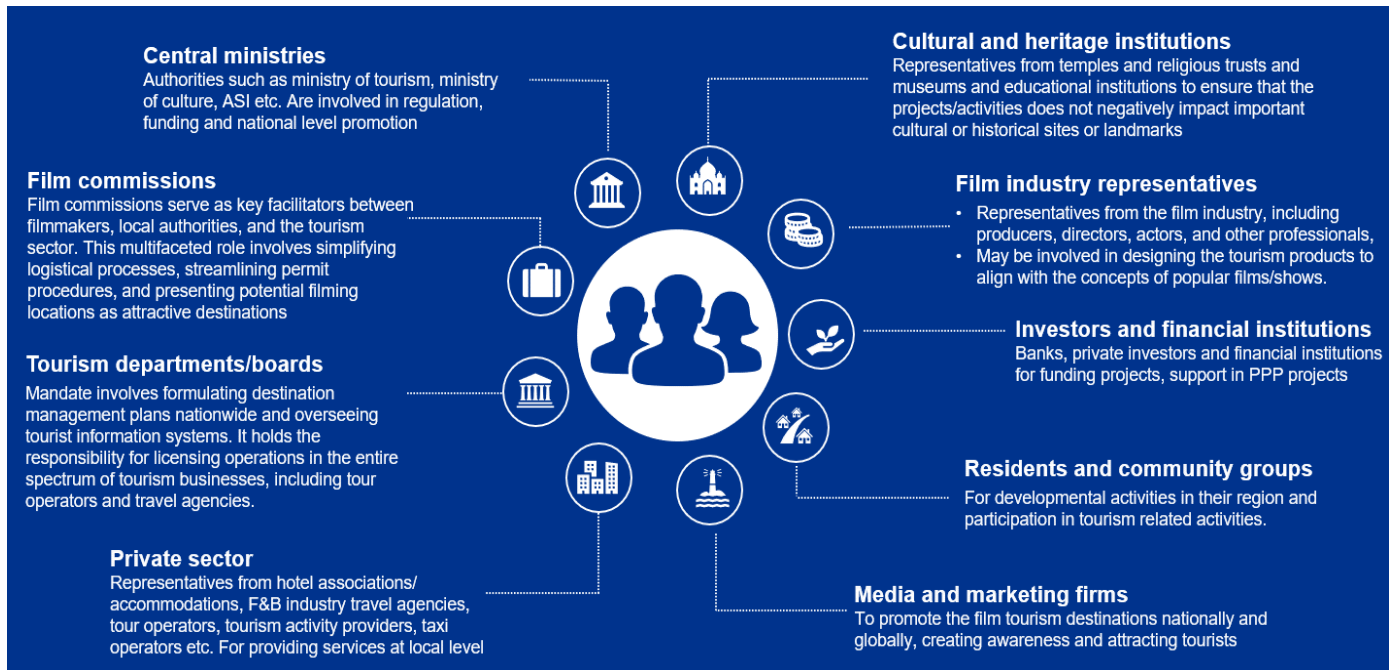 Central ministries
Authorities such as ministry of tourism, ministry
of culture, ASI etc. Are involved in regulation,
funding and national level promotion
Film commissions
Film commissions serve as key facilitators between
filmmakers, local authorities, and the tourism
sector. This multifaceted role involves simplifying
logistical processes, streamlining permit
procedures, and presenting potential filming
locations as attractive destinations
Tourism departments/boards
Mandate involves formulating destination
management plans nationwide and overseeing
tourist information systems. It holds the
responsibility for licensing operations in the entire
spectrum of tourism businesses, including tour
operators and travel agencies.
Private sector
Representatives from hotel associations/
accommodations, F&B industry travel agencies,
tour operators, tourism activity providers, taxi
operators etc. For providing services at local level
Cultural and heritage institutions
Representatives from temples and religious trusts and
museums and educational institutions to ensure that the
projects/activities does not negatively impact important
cultural or historical sites or landmarks
Film industry representatives
• Representatives from the film industry, including
producers, directors, actors, and other professionals,
• May be involved in designing the tourism products to
align with the concepts of popular films/shows.
Investors and financial institutions
Banks, private investors and financial institutions
for funding projects, support in PPP projects
Residents and community groups
For developmental activities in their region and
participation in tourism related activities.
Media and marketing firms
To promote the film tourism destinations nationally and
globally, creating awareness and attracting tourists